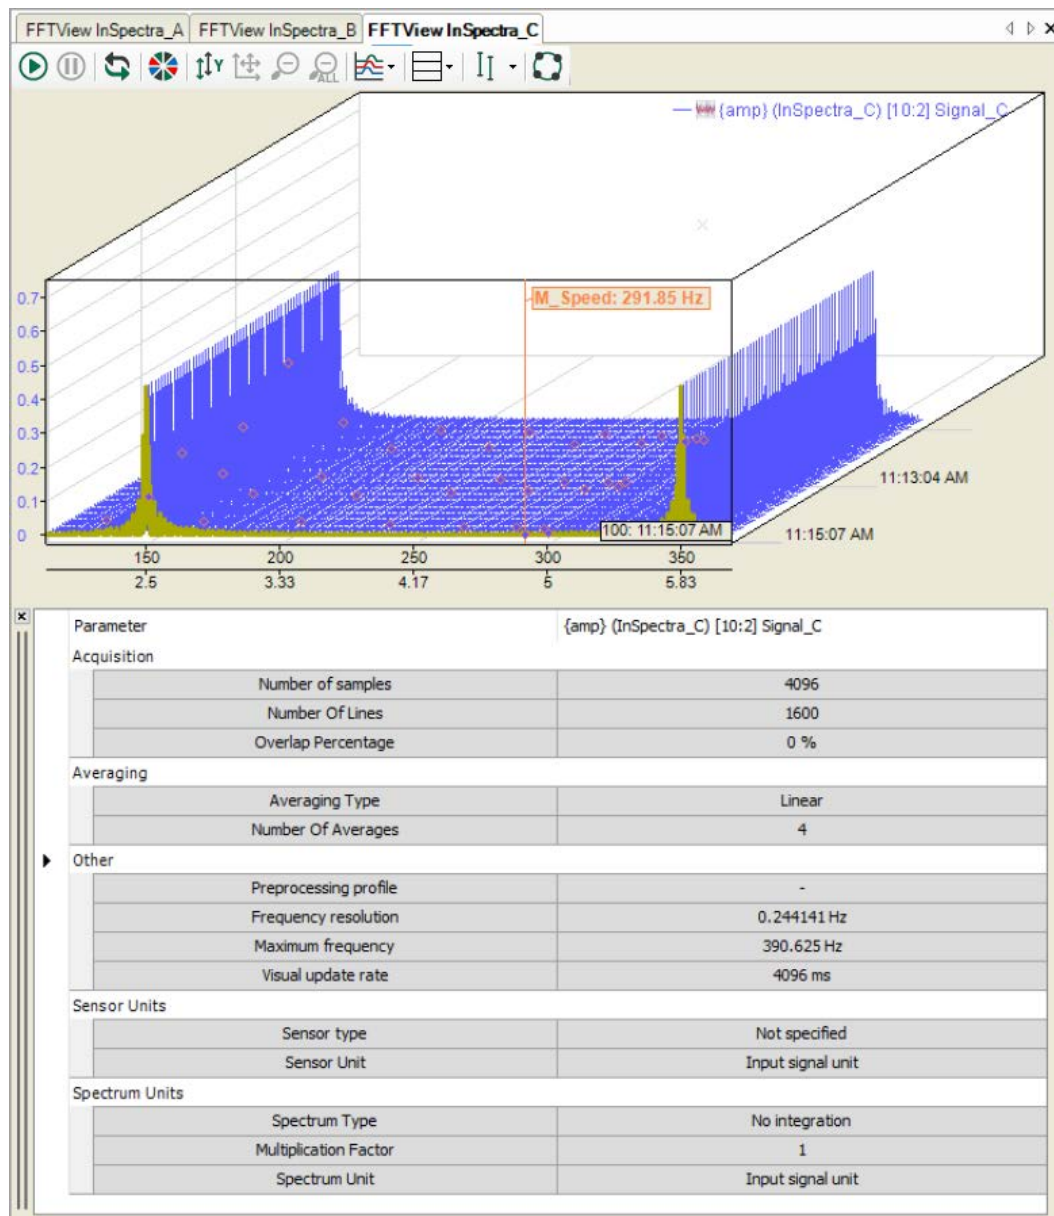 FFTView InSpectra_A FFTView InSpectra_B FFTView InSpectra_C
Y
ALL
{amp} (InSpectra_C) [10:2] Signal_C
M_Speed: 291.85 Hz
0.7
0.6
0.5
0.4
0.3
0.2
0.1
0
11:13:04 AM
100: 11:15:07 AM
11:15:07 AM
150 200 250 300 350
2.5 3.33 4.17 5 5.83
Parameter {amp} (InSpectra_C) [10:2] Signal_C
Acquisition
Number of samples 4096
Number Of Lines 1600
Overlap Percentage 0 %
Averaging
Averaging Type Linear
Number Of Averages 4
Other
Preprocessing profile -
Frequency resolution 0.244141 Hz
Maximum frequency 390.625 Hz
Visual update rate 4096 ms
Sensor Units
Sensor type Not specified
Sensor Unit Input signal unit
Spectrum Units
Spectrum Type No integration
Multiplication Factor 1
Spectrum Unit Input signal unit